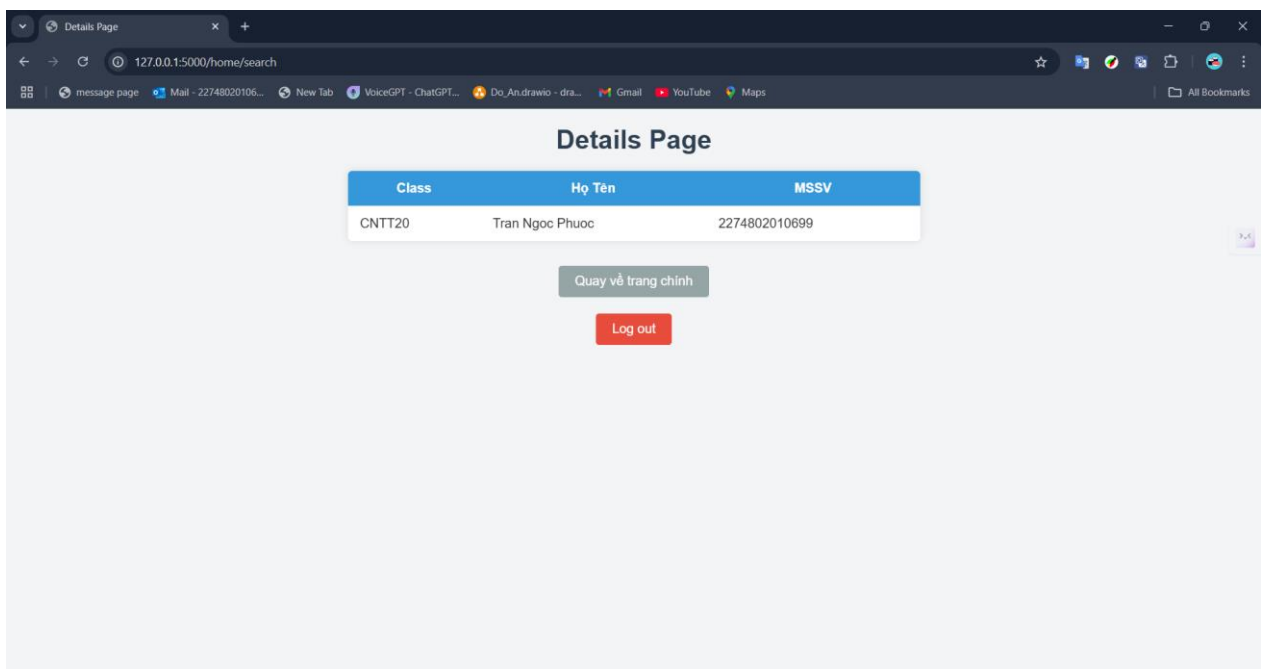 Details Page
127.0.0.1:5000/home/search
message page Mail - 22748020106... New Tab VoiceGPT - ChatGPT... Do_An.drawio - dra... Gmail YouTube Maps All Bookmarks
Details Page
Class Họ Tên MSSV
CNTT20 Tran Ngoc Phuoc 2274802010699
Quay về trang chính
Log out